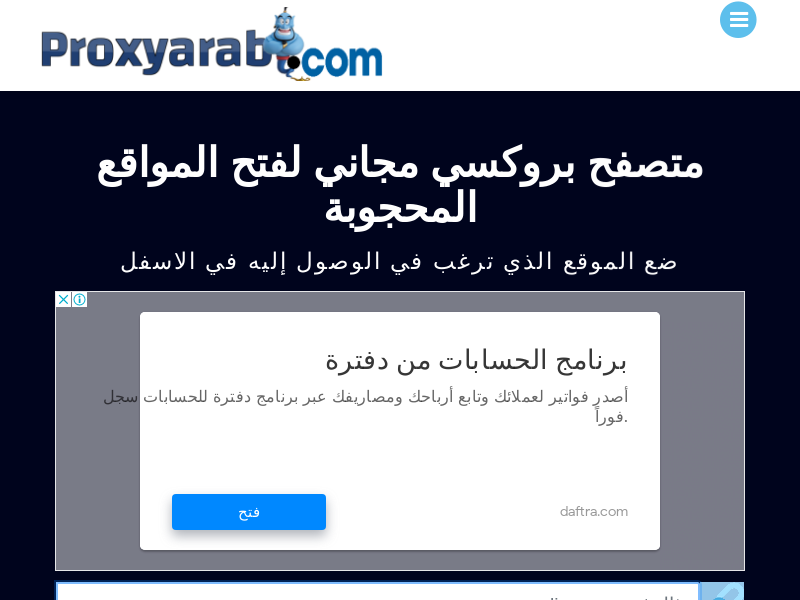 Proxyarab.com
متصفح بروكسي مجاني لفتح المواقع
المحجوبة
ضع الموقع الذي ترغب في الوصول إليه في الاسفل
برنامج الحسابات من دفترة
أصدر فواتير لعملائك وتابع أرباحك ومصاريفك عبر برنامج دفترة للحسابات سجل
فوراً.
فتح
daftra.com